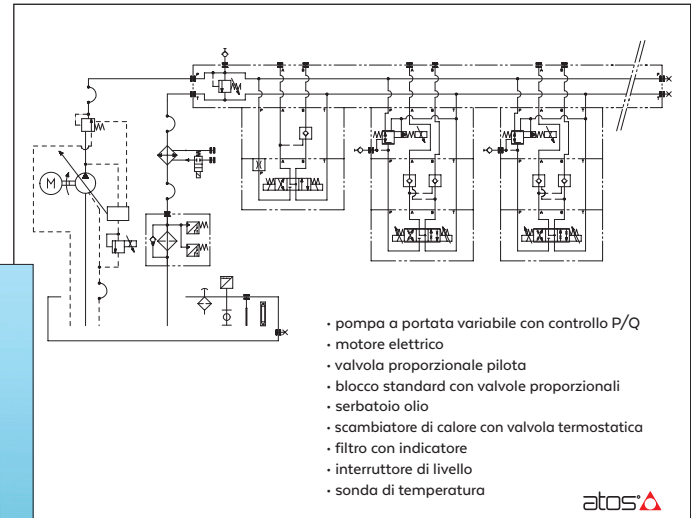 P
A
B
P
T
T
P
A
B
T
P
A
B
T
P
A
B
T
M
• pompa a portata variabile con controllo P/Q
• motore elettrico
• valvola proporzionale pilota
• blocco standard con valvole proporzionali
• serbatoio olio
• scambiatore di calore con valvola termostatica
• filtro con indicatore
• interruttore di livello
• sonda di temperatura
atos